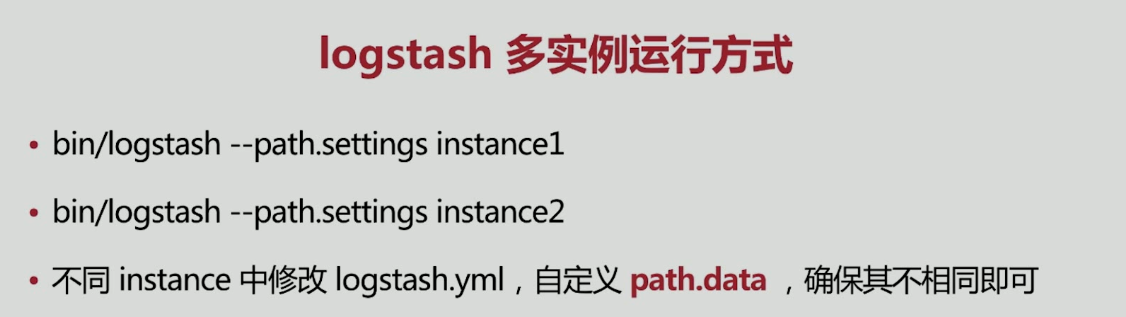 logstash 多实例运行方式
• bin/logstash --path.settings instance1
• bin/logstash --path.settings instance2
• 不同 instance 中修改 logstash.yml，自定义 path.data ，确保其不相同即可